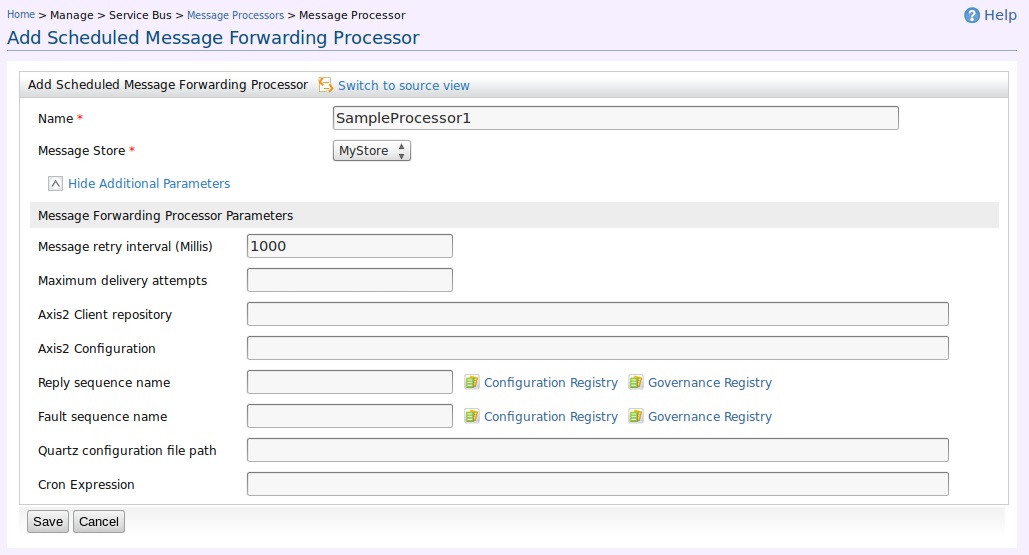 Home > Manage > Service Bus > Message Processors > Message Processor
Help
Add Scheduled Message Forwarding Processor
Add Scheduled Message Forwarding Processor Switch to source view
Name * SampleProcessor1
Message Store * MyStore
Hide Additional Parameters
Message Forwarding Processor Parameters
Message retry interval (Millis) 1000
Maximum delivery attempts
Axis2 Client repository
Axis2 Configuration
Reply sequence name Configuration Registry Governance Registry
Fault sequence name Configuration Registry Governance Registry
Quartz configuration file path
Cron Expression
Save Cancel